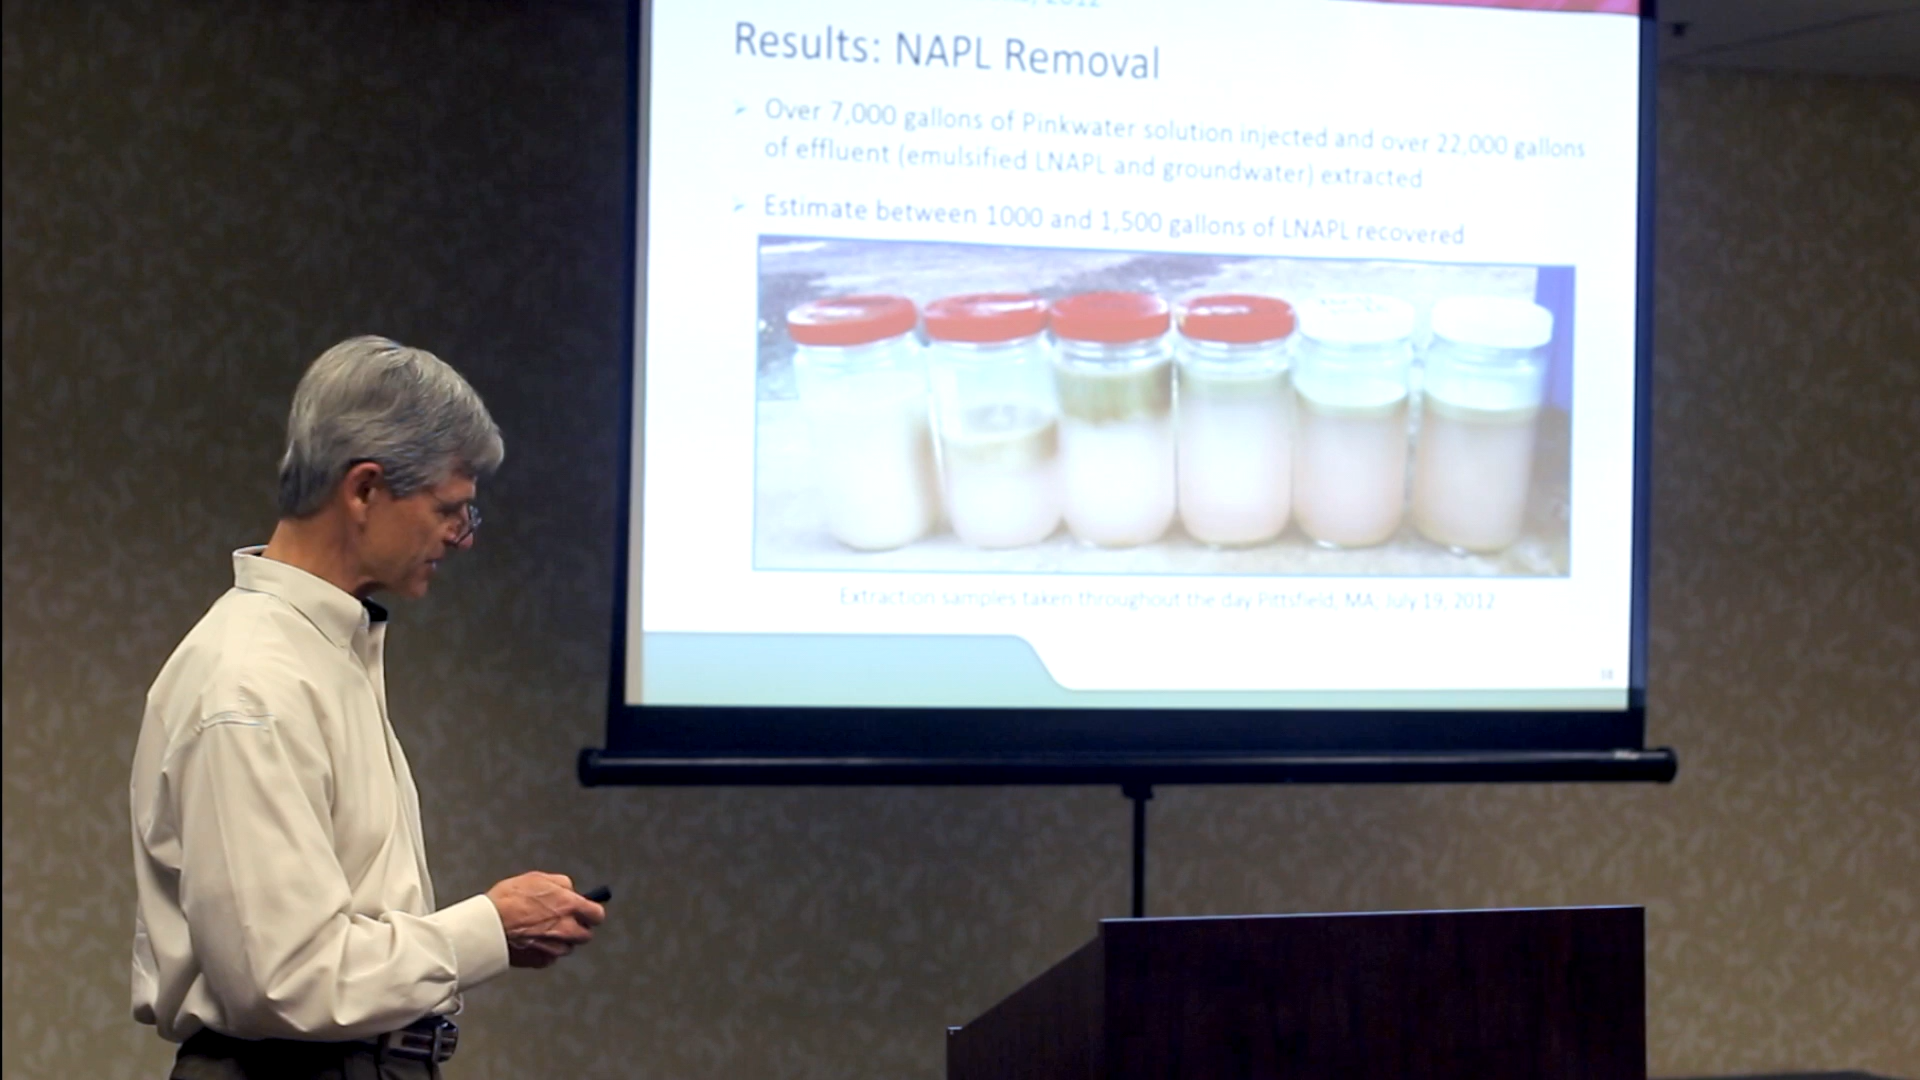 2012
Results: NAPL Removal
Over 7,000 gallons of Pinkwater solution injected and over 22,000 gallons
of effluent (emulsified LNAPL and groundwater) extracted
Estimate between 1000 and 1,500 gallons of LNAPL recovered
Extraction samples taken throughout the day Pittsfield, MA, July 19, 2012